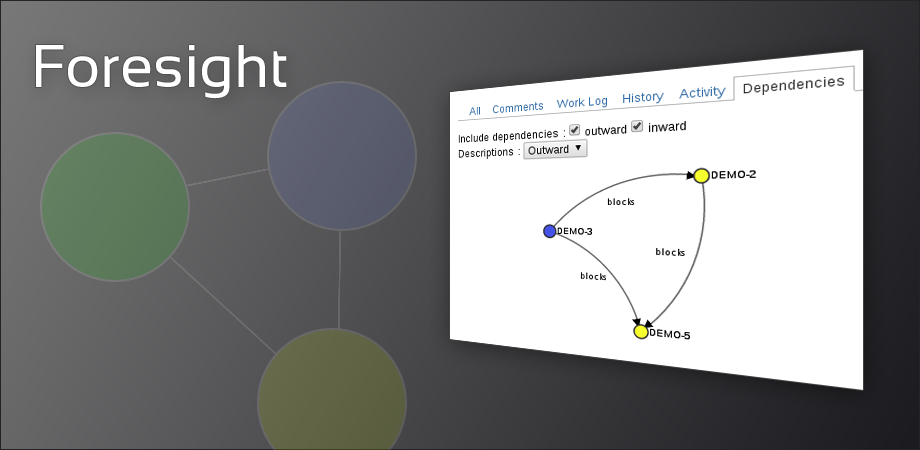 Foresight
All Comments Work Log History Activity Dependencies
Include dependencies : outward inward
Descriptions : Outward
DEMO-2
blocks
DEMO-3
blocks
blocks
DEMO-5